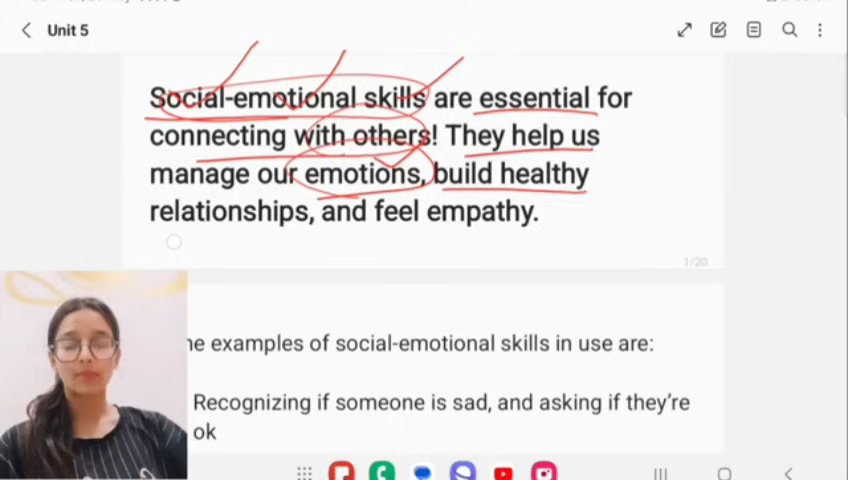 Unit 5
Social-emotional skills are essential for
connecting with others! They help us
manage our emotions, build healthy
relationships, and feel empathy.
1/20
examples of social-emotional skills in use are:
Recognizing if someone is sad, and asking if they're
ok